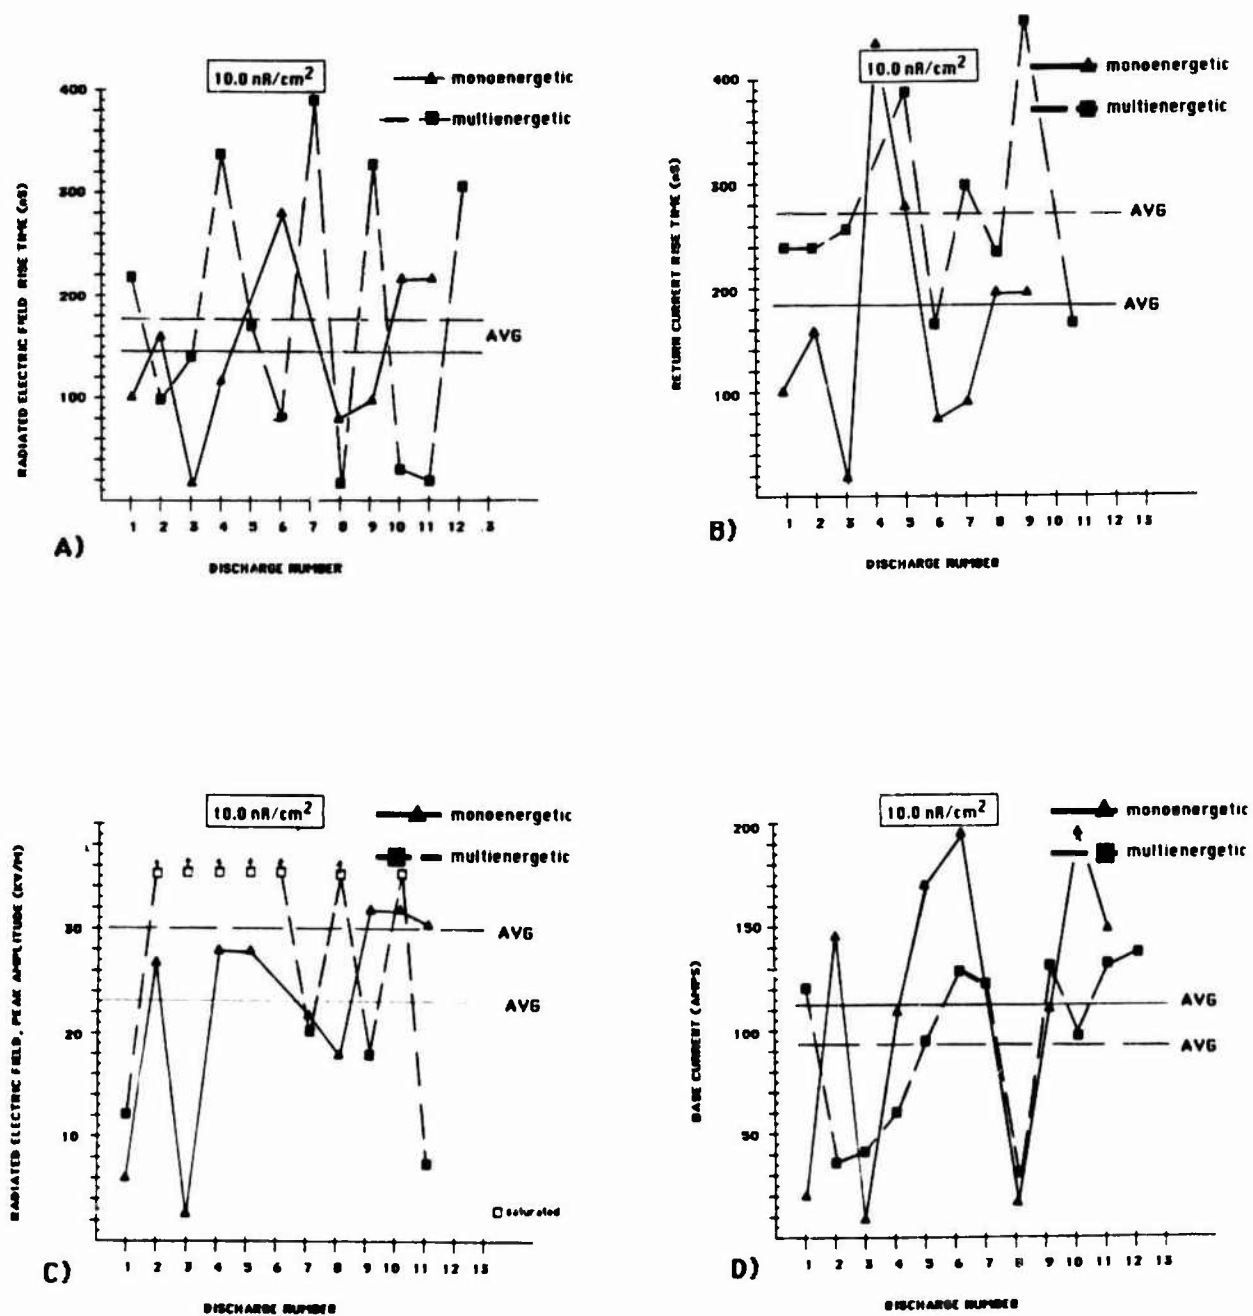 10.0 nA/cm2
monoenergetic
multienergetic
400
300
200
100
AVG
RADIATED ELECTRIC FIELD RISE TIME (nS)
1 2 3 4 5 6 7 8 9 10 11 12 .3
A)
DISCHARGE NUMBER
10.0 nA/cm2
monoenergetic
multienergetic
400
300
200
100
AVG
AVG
RETURN CURRENT RISE TIME (nS)
1 2 3 4 5 6 7 8 9 10 11 12 13
B)
DISCHARGE NUMBER
10.0 nA/cm2
monoenergetic
multienergetic
30
20
10
AVG
AVG
RADIATED ELECTRIC FIELD, PEAK AMPLITUDE (KV/M)
saturated
1 2 3 4 5 6 7 8 9 10 11 12 13
C)
DISCHARGE NUMBER
10.0 nA/cm2
monoenergetic
multienergetic
200
150
100
50
AVG
AVG
BASE CURRENT (AMPS)
1 2 3 4 5 6 7 8 9 10 11 12 13
D)
DISCHARGE NUMBER